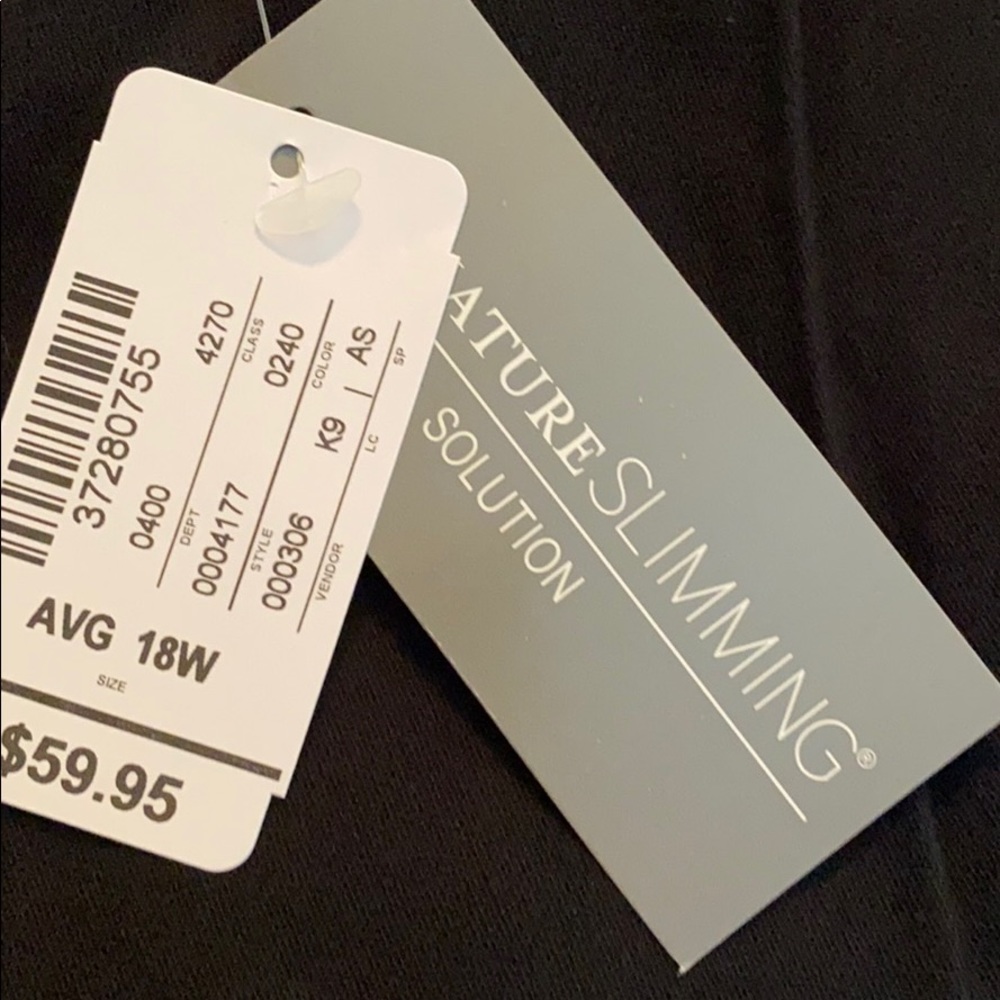 37280755
0400 4270
DEPT CLASS
0004177 0240
STYLE COLOR
000306 K9 AS
VENDOR LC SP
AVG 18W
SIZE
$59.95
ATURE SLIMMING®
SOLUTION